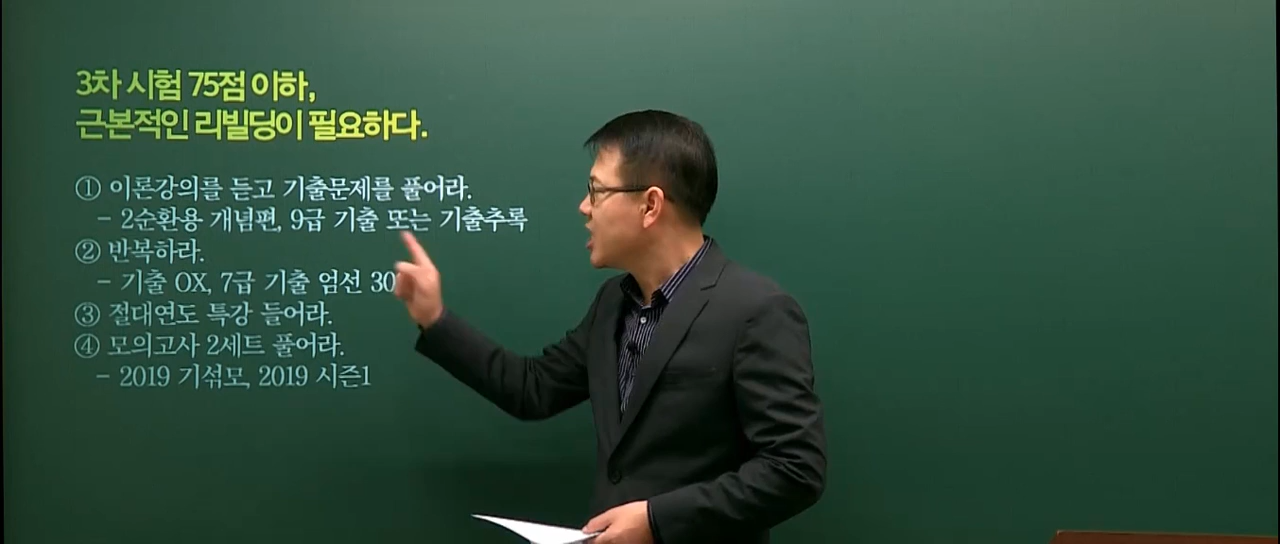 3차 시험 75점 이하,
근본적인 리빌딩이 필요하다.
① 이론강의를 듣고 기출문제를 풀어라.
- 2순환용 개념편, 9급 기출 또는 기출추록
② 반복하라.
- 기출 OX, 7급 기출 엄선 30
③ 절대연도 특강 들어라.
④ 모의고사 2세트 풀어라.
- 2019 기섞모, 2019 시즌1